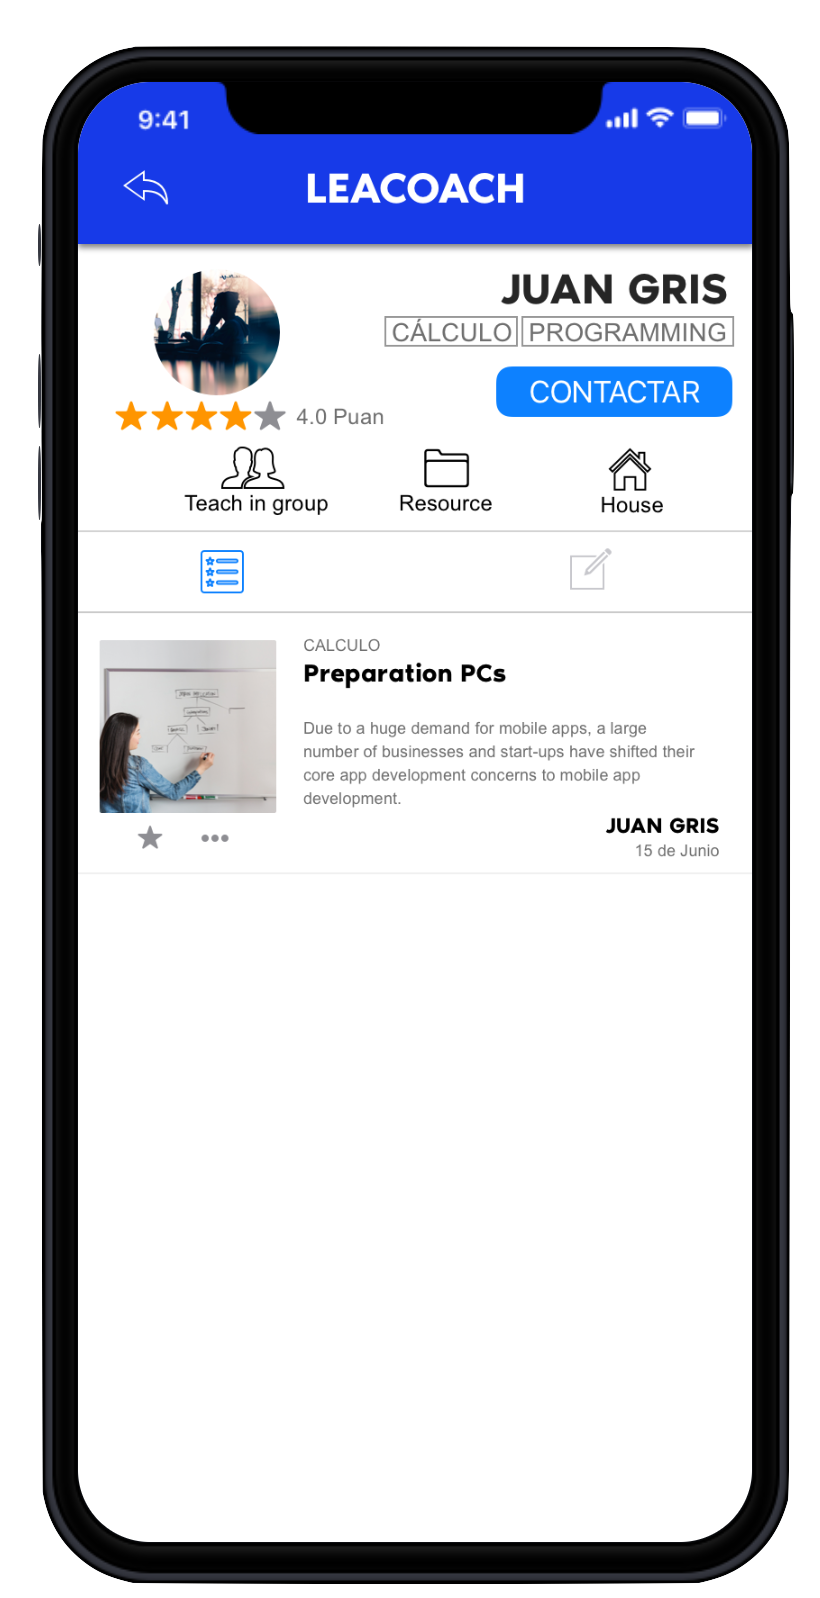 9:41
LEACOACH
JUAN GRIS
CÁLCULO PROGRAMMING
CONTACTAR
4.0 Puan
Teach in group
Resource
House
CALCULO
Preparation PCs
Due to a huge demand for mobile apps, a large
number of businesses and start-ups have shifted their
core app development concerns to mobile app
development.
JUAN GRIS
15 de Junio